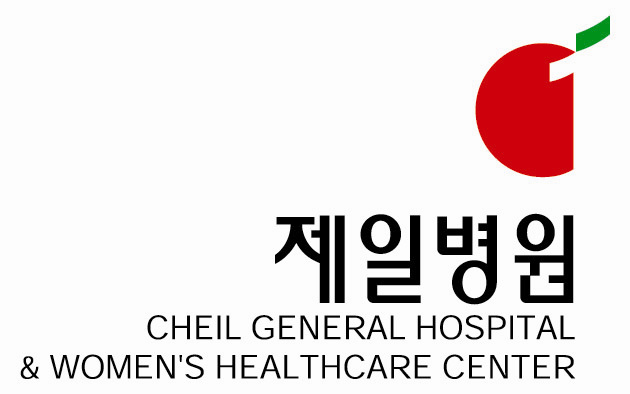 제일병원
CHEIL GENERAL HOSPITAL
& WOMEN'S HEALTHCARE CENTER